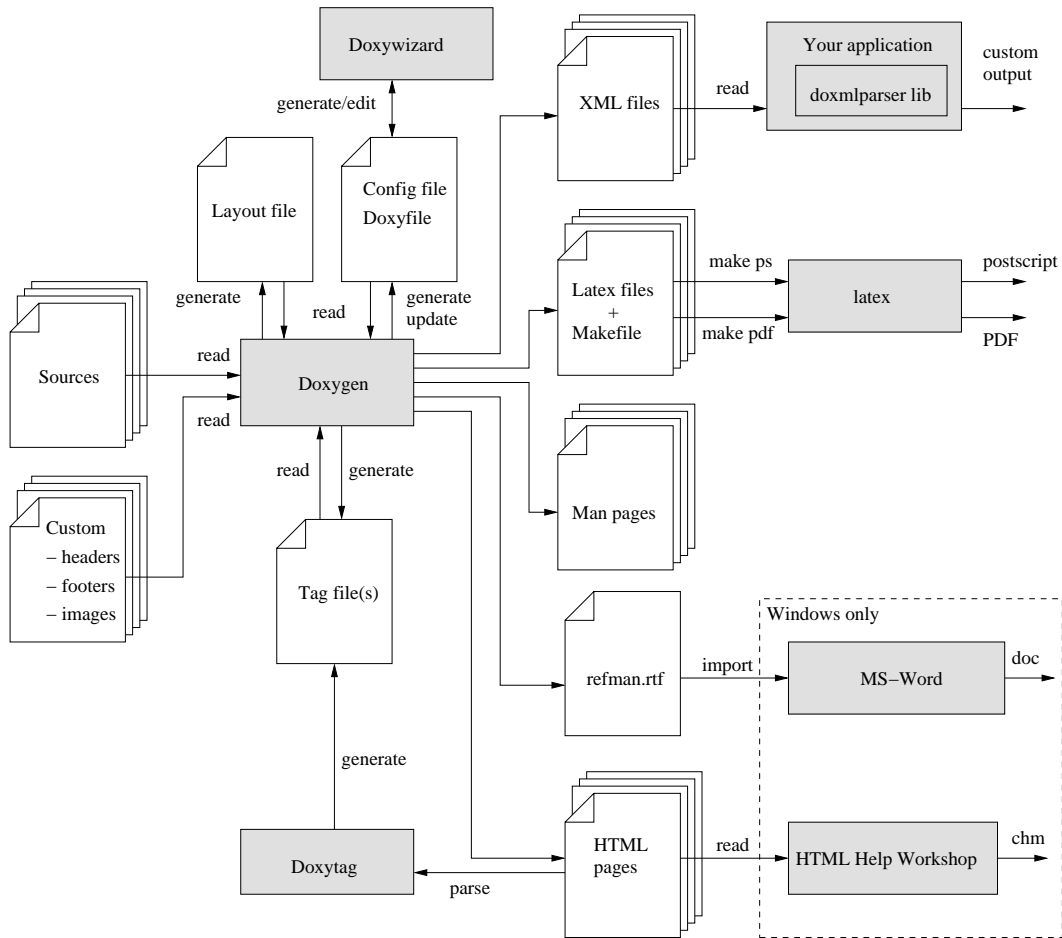 Doxywizard
Your application
doxmlparser lib
custom
output
generate/edit
XML files
read
Layout file
Config file
Doxyfile
generate
read
generate
update
Latex files
+
Makefile
make ps
make pdf
latex
postscript
PDF
Sources
read
read
Doxygen
read
generate
Man pages
Custom
– headers
– footers
– images
Tag file(s)
Windows only
refman.rtf
import
MS–Word
doc
generate
Doxytag
parse
HTML
pages
read
HTML Help Workshop
chm